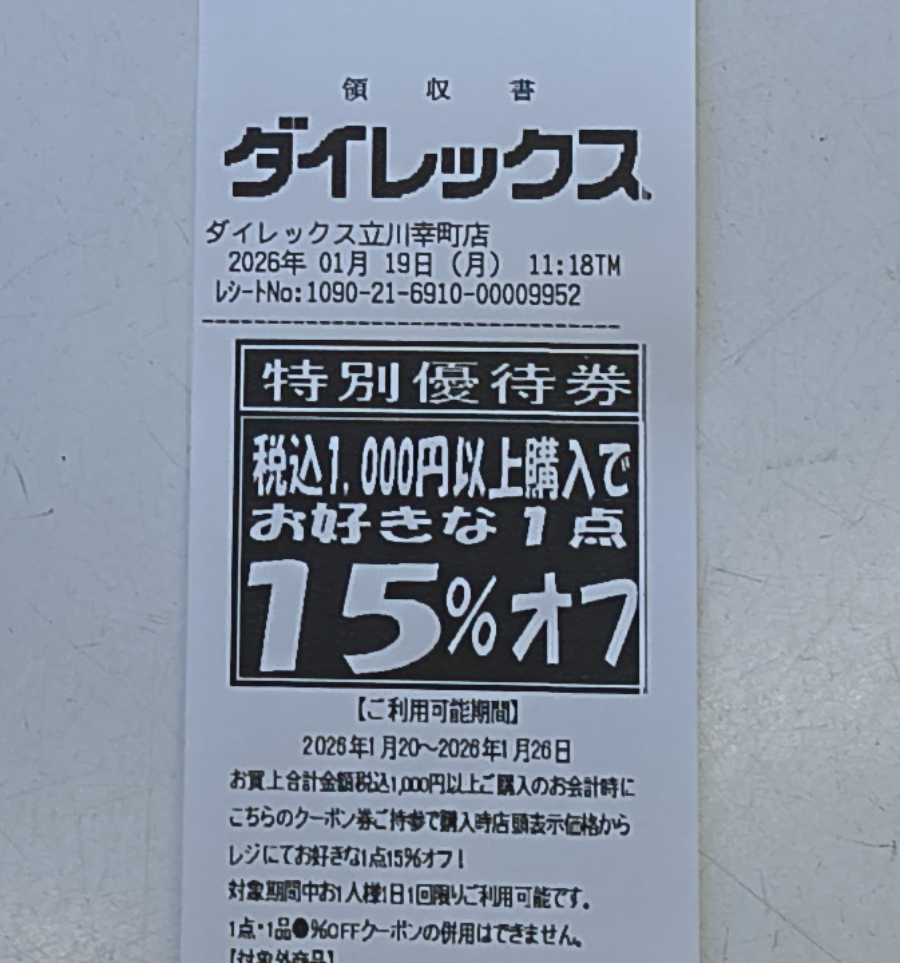 領収書
ダイレックス
ダイレックス立川幸町店
2026年 01月 19日 (月) 11:18TM
ﾚｼｰﾄNo:1090-21-6910-00009952
特別優待券
税込1,000円以上購入で
お好きな1点
15%オフ
【ご利用可能期間】
2026年1月20〜2026年1月26日
お買上合計金額税込1,000円以上ご購入のお会計時に
こちらのクーポン券ご持参で購入時店頭表示価格から
レジにてお好きな1点15%オフ!
対象期間中お1人様1日1回限りご利用可能です。
1点・1品●%OFFクーポンの併用はできません。
【対象外商品】